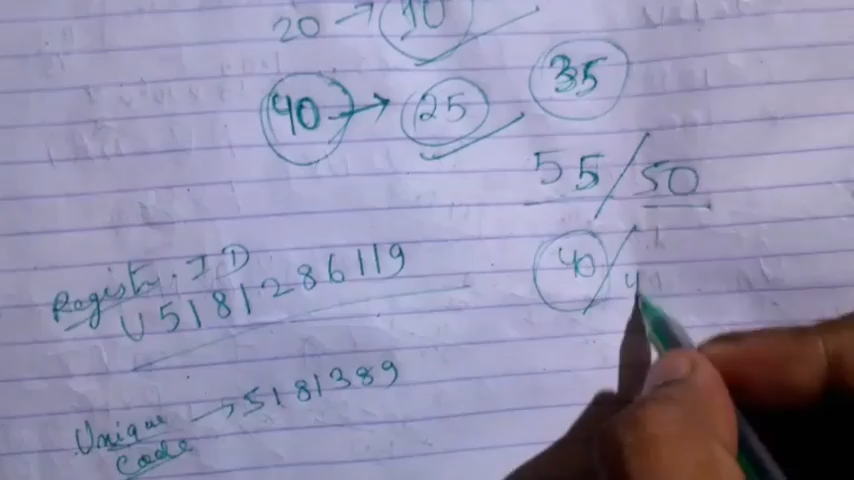 20 → 10
40 → 25 35
55/50
40/4
Registr. ID
U5181286119
Unique → 5181389
Code